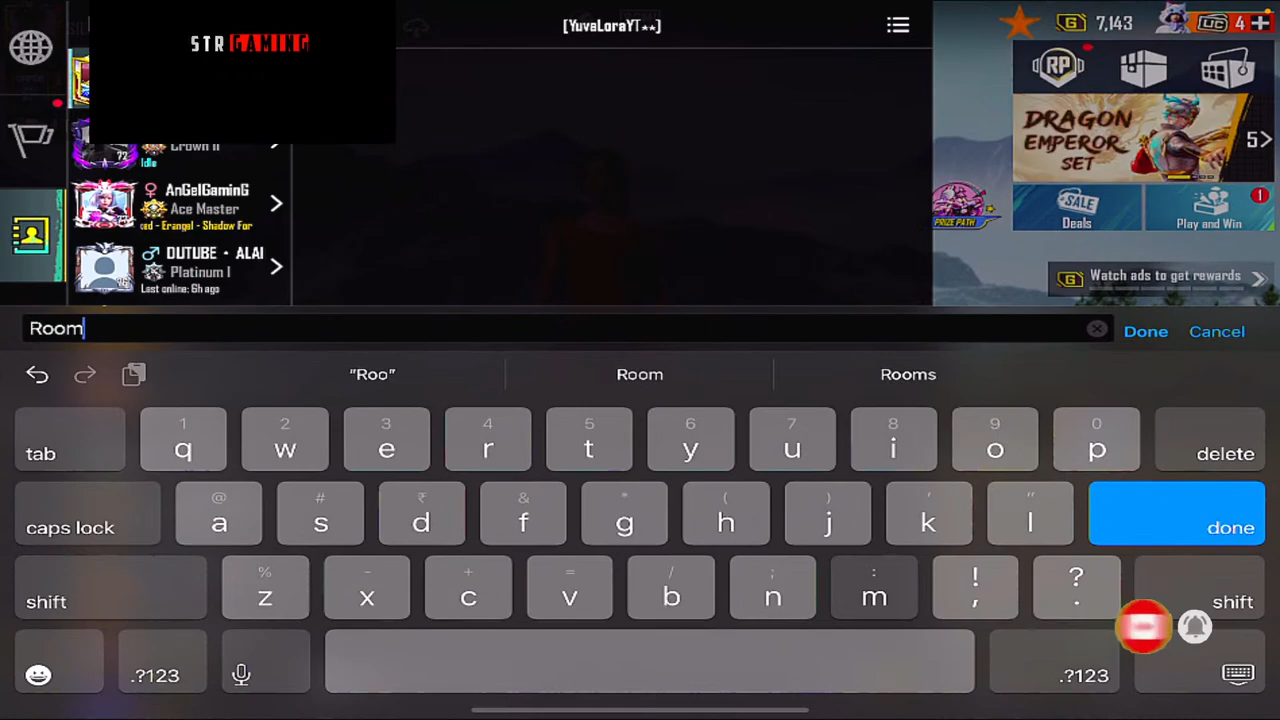 STR GAMING
[YuvaLoraYT⋆⋆]
7,143
UC 4
RP
DRAGON
EMPEROR
SET
5
SALE
Deals
Play and Win
1
PRIZE PATH
Watch ads to get rewards
72
Crown II
Idle
AnGelGaminG
Ace Master
ced - Erangel - Shadow For
DUTUBE • ALAI
Platinum I
Last online: 6h ago
Room
Done
Cancel
"Roo"
Room
Rooms
1 2 3 4 5 6 7 8 9 0
tab q w e r t y u i o p delete
@ # ₹ & * ( ) ' "
caps lock a s d f g h j k l done
% - + = / ; : ! ?
shift z x c v b n m , . shift
.?123
.?123